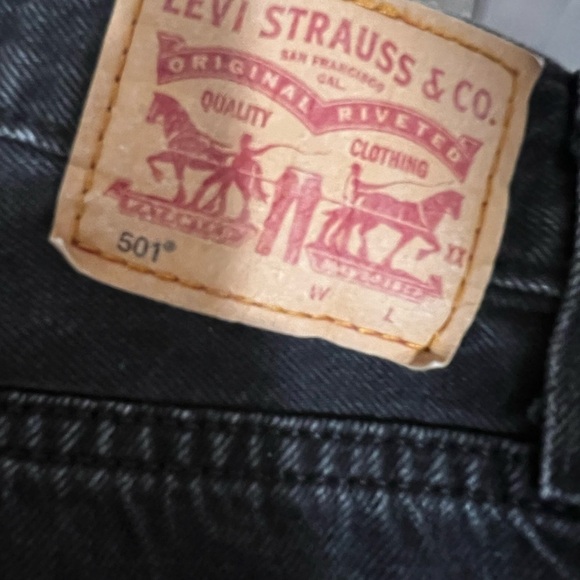 LEVI STRAUSS & CO.
SAN FRANCISCO
CAL.
ORIGINAL RIVETED
QUALITY
CLOTHING
XX
501®
W L